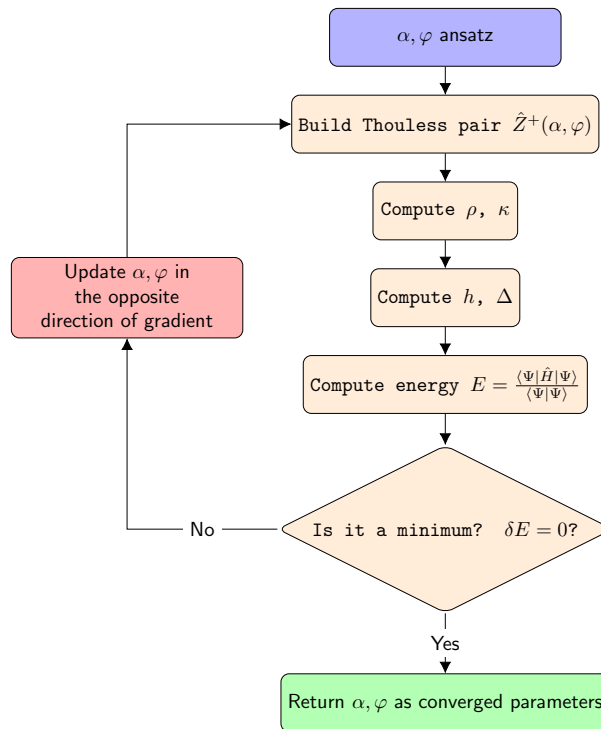 α, φ ansatz
Build Thouless pair Ẑ⁺(α, φ)
Compute ρ, κ
Update α, φ in
the opposite
direction of gradient
Compute h, Δ
Compute energy E = ⟨Ψ|Ĥ|Ψ⟩ / ⟨Ψ|Ψ⟩
Is it a minimum? δE = 0?
No
Yes
Return α, φ as converged parameters